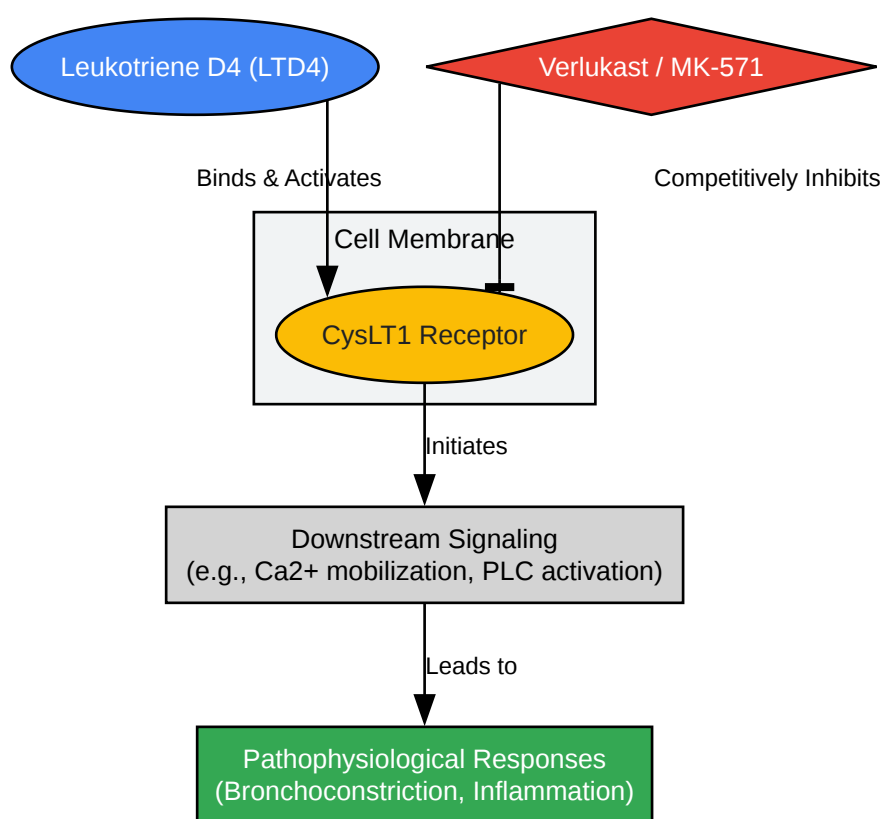 Leukotriene D4 (LTD4)
Verlukast / MK-571
Binds & Activates
Competitively Inhibits
Cell Membrane
CysLT1 Receptor
Initiates
Downstream Signaling
(e.g., Ca2+ mobilization, PLC activation)
Leads to
Pathophysiological Responses
(Bronchoconstriction, Inflammation)